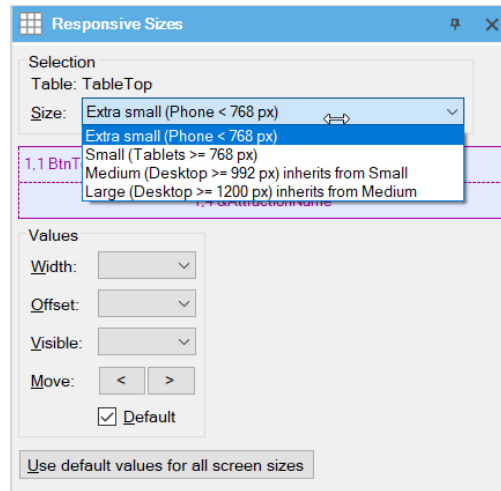 Responsive Sizes
Selection
Table: TableTop
Size: Extra small (Phone < 768 px)
Extra small (Phone < 768 px)
Small (Tablets >= 768 px)
Medium (Desktop >= 992 px) inherits from Small
Large (Desktop >= 1200 px) inherits from Medium
1,1
1,4 &AttractionName
Values
Width:
Offset:
Visible:
Move: < >
Default
Use default values for all screen sizes